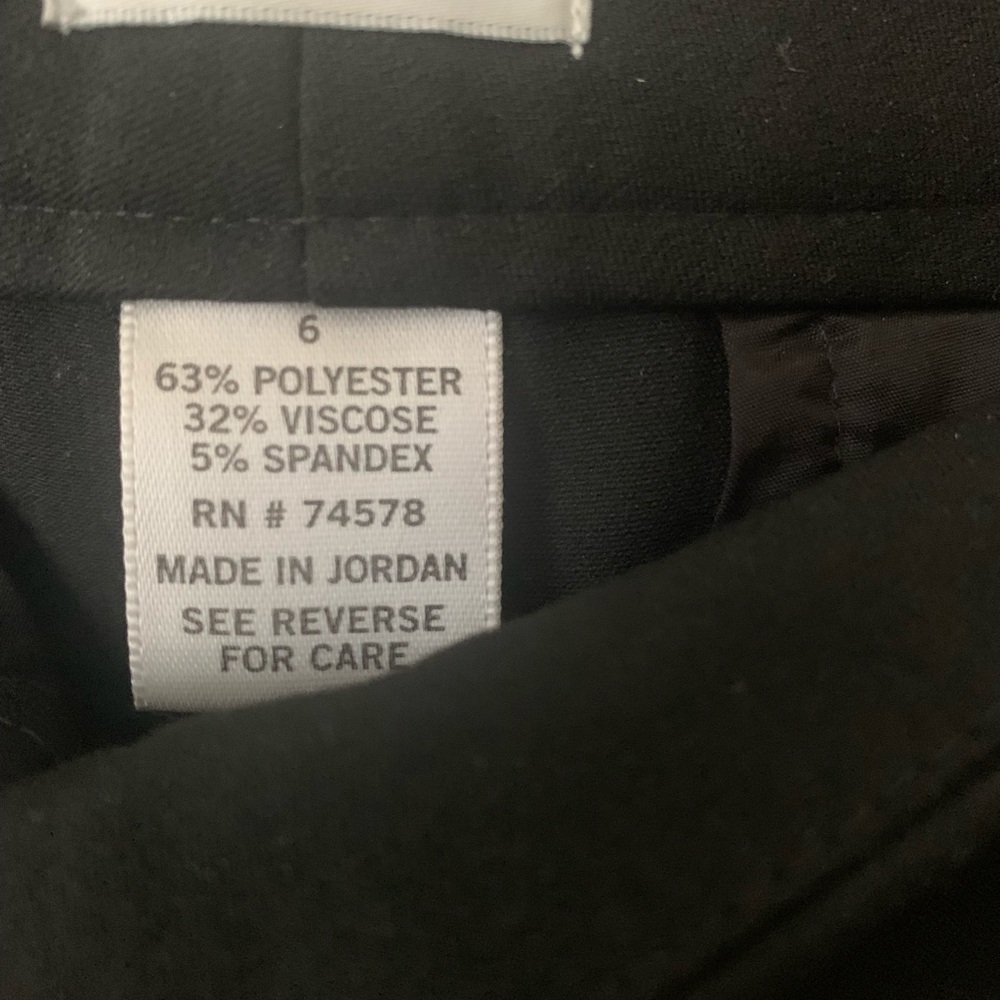 6
63% POLYESTER
32% VISCOSE
5% SPANDEX
RN # 74578
MADE IN JORDAN
SEE REVERSE
FOR CARE